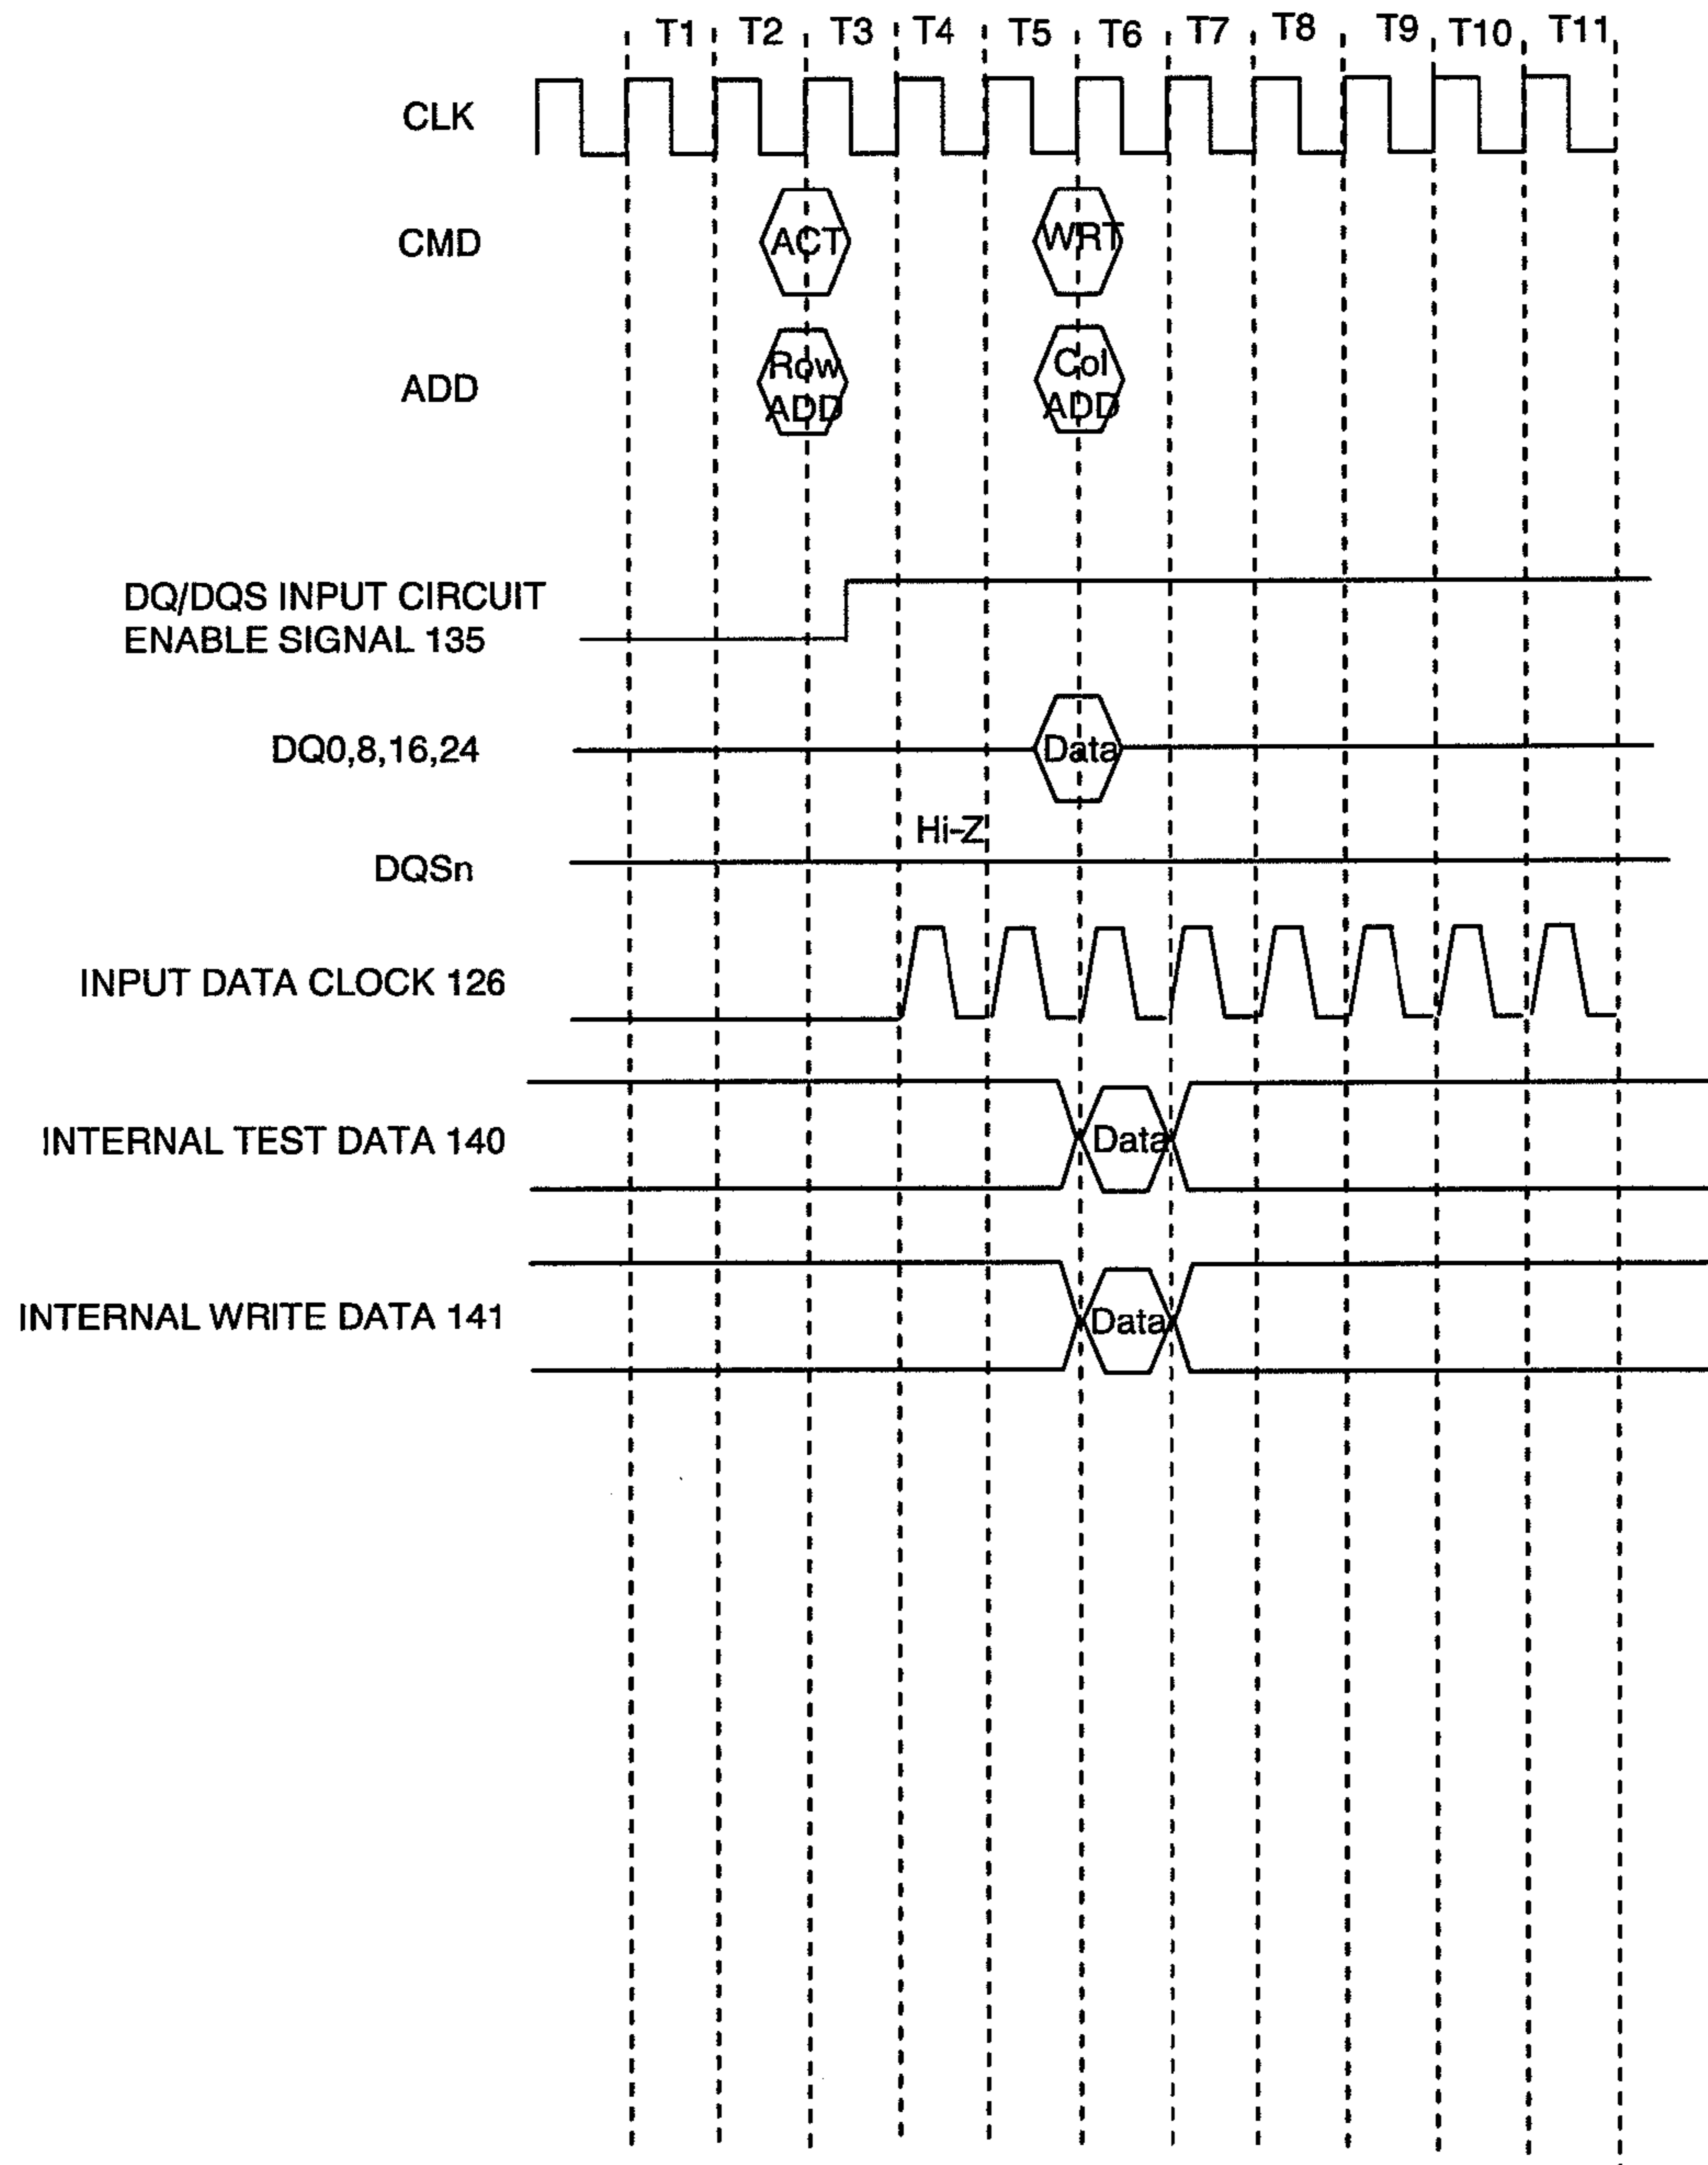 T1 T2 T3 T4 T5 T6 T7 T8 T9 T10 T11
CLK
CMD ACT WRT
ADD Row ADD Col ADD
DQ/DQS INPUT CIRCUIT
ENABLE SIGNAL 135
DQ0,8,16,24 Data
Hi-Z
DQSn
INPUT DATA CLOCK 126
INTERNAL TEST DATA 140 Data
INTERNAL WRITE DATA 141 Data